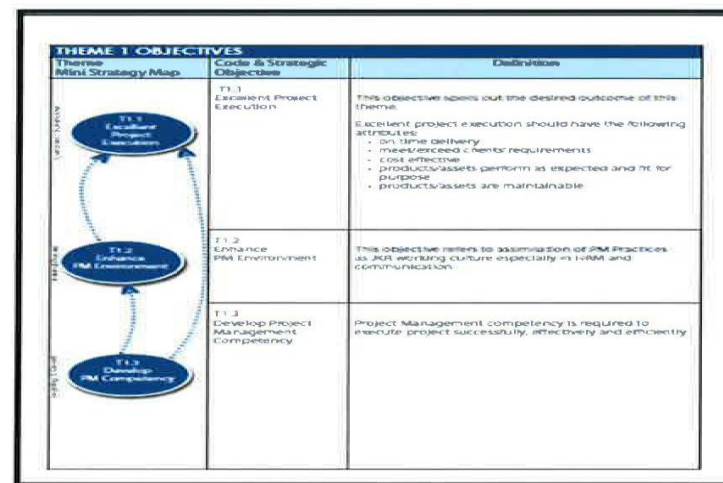 THEME 1 OBJECTIVES
Theme
Mini Strategy Map
Code & Strategic
Objective
Definition
T1.1
Excellent
Project
Execution
T1.2
Enhance
PM Environment
T1.3
Develop
PM Competency
T1.1
Excellent Project
Execution
This objective spells out the desired outcome of this
theme.
Excellent project execution should have the following
attributes:
• on time delivery
• meet/exceed clients' requirements
• cost effective
• products/assets perform as expected and fit for
purpose
• products/assets are maintainable
T1.2
Enhance
PM Environment
This objective refers to assimilation of PM Practices
as JKR working culture especially in and
communication
T1.3
Develop Project
Management
Competency
Project Management competency is required to
execute project successfully, effectively and efficiently